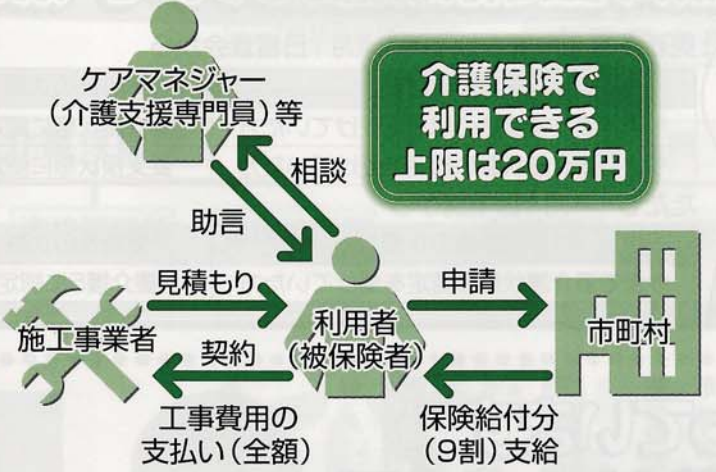 ケアマネジャー
（介護支援専門員）等
介護保険で
利用できる
上限は20万円
相談
助言
見積もり
申請
施工事業者
利用者
（被保険者）
市町村
契約
工事費用の
支払い（全額）
保険給付分
（9割）支給